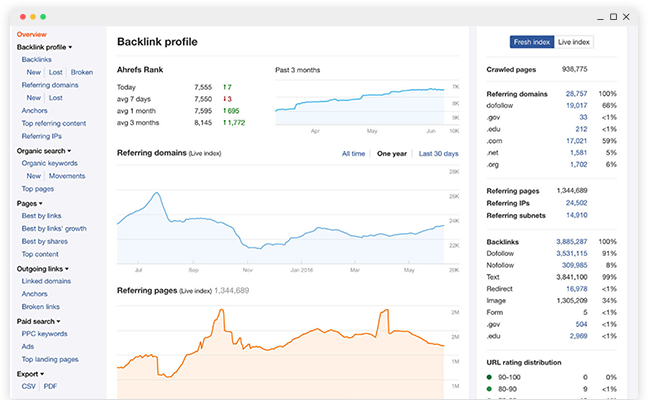 Overview
Backlink profile
Backlinks
New Lost Broken
Referring domains
New Lost
Anchors
Top referring content
Referring IPs
Organic search
Organic keywords
New Movements
Top pages
Pages
Best by links
Best by links' growth
Best by shares
Top content
Outgoing links
Linked domains
Anchors
Broken links
Paid search
PPC keywords
Ads
Top landing pages
Export
CSV PDF
Backlink profile
Ahrefs Rank
Today 7,555 7
avg 7 days 7,550 3
avg 1 month 7,595 695
avg 3 months 8,145 1,772
Past 3 months
7K
8K
9K
10K
Apr May Jun
Referring domains (Live index)
All time One year Last 30 days
28K
26K
24K
22K
20K
Jul Sep Nov Jan 2018 Mar May
Referring pages (Live index) 1,344,689
2M
2M
2M
1M
Fresh index Live index
Crawled pages 938,775
Referring domains 28,757 100%
dofollow 19,017 66%
.gov 33 <1%
.edu 212 <1%
.com 17,021 59%
.net 1,581 5%
.org 1,702 6%
Referring pages 1,344,689
Referring IPs 24,502
Referring subnets 14,910
Backlinks 3,885,287 100%
Dofollow 3,531,115 91%
Nofollow 309,985 8%
Text 3,841,100 99%
Redirect 16,978 <1%
Image 1,305,209 34%
Form 5 <1%
.gov 504 <1%
.edu 2,969 <1%
URL rating distribution
90-100 0 0%
80-90 9 <1%